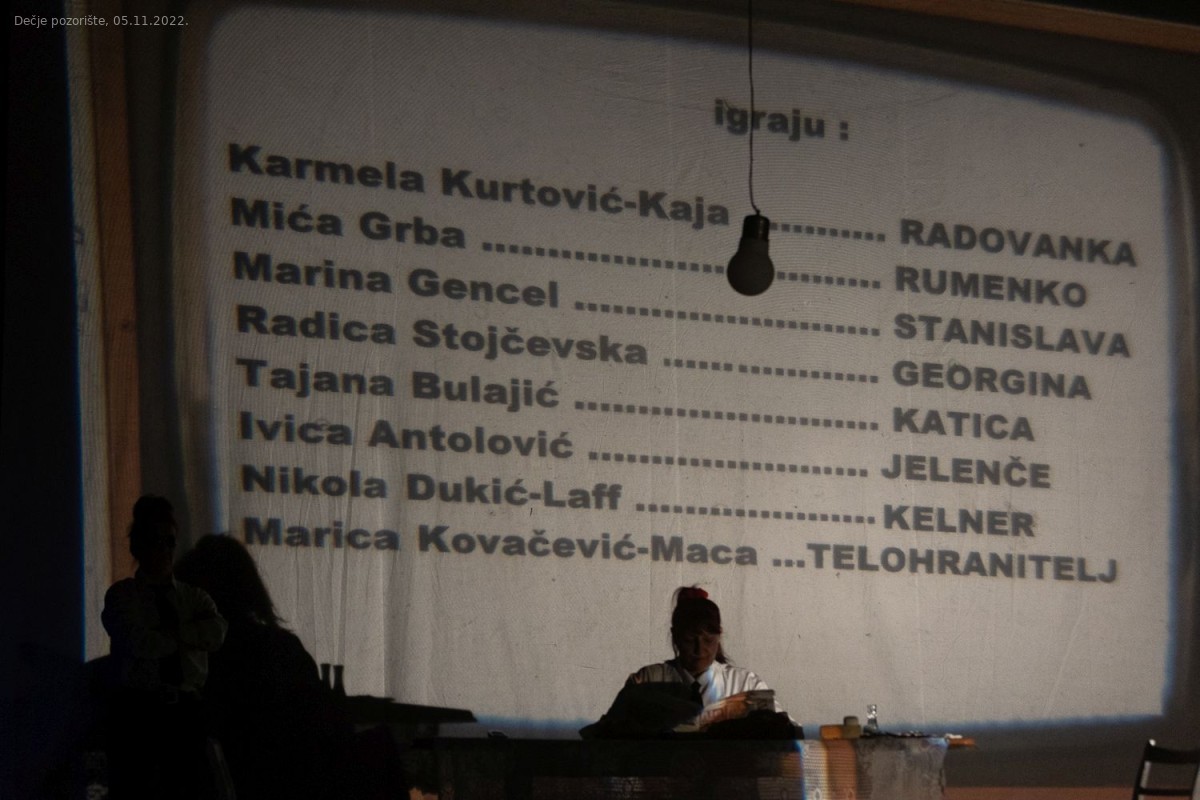 Dečje pozorište, 05.11.2022.
igraju :
Karmela Kurtović-Kaja .......... RADOVANKA
Mića Grba ................................... RUMENKO
Marina Gencel ............................ STANISLAVA
Radica Stojčevska .................... GEORGINA
Tajana Bulajić ............................ KATICA
Ivica Antolović .......................... JELENČE
Nikola Dukić-Laff ...................... KELNER
Marica Kovačević-Maca ...TELOHRANITELJ